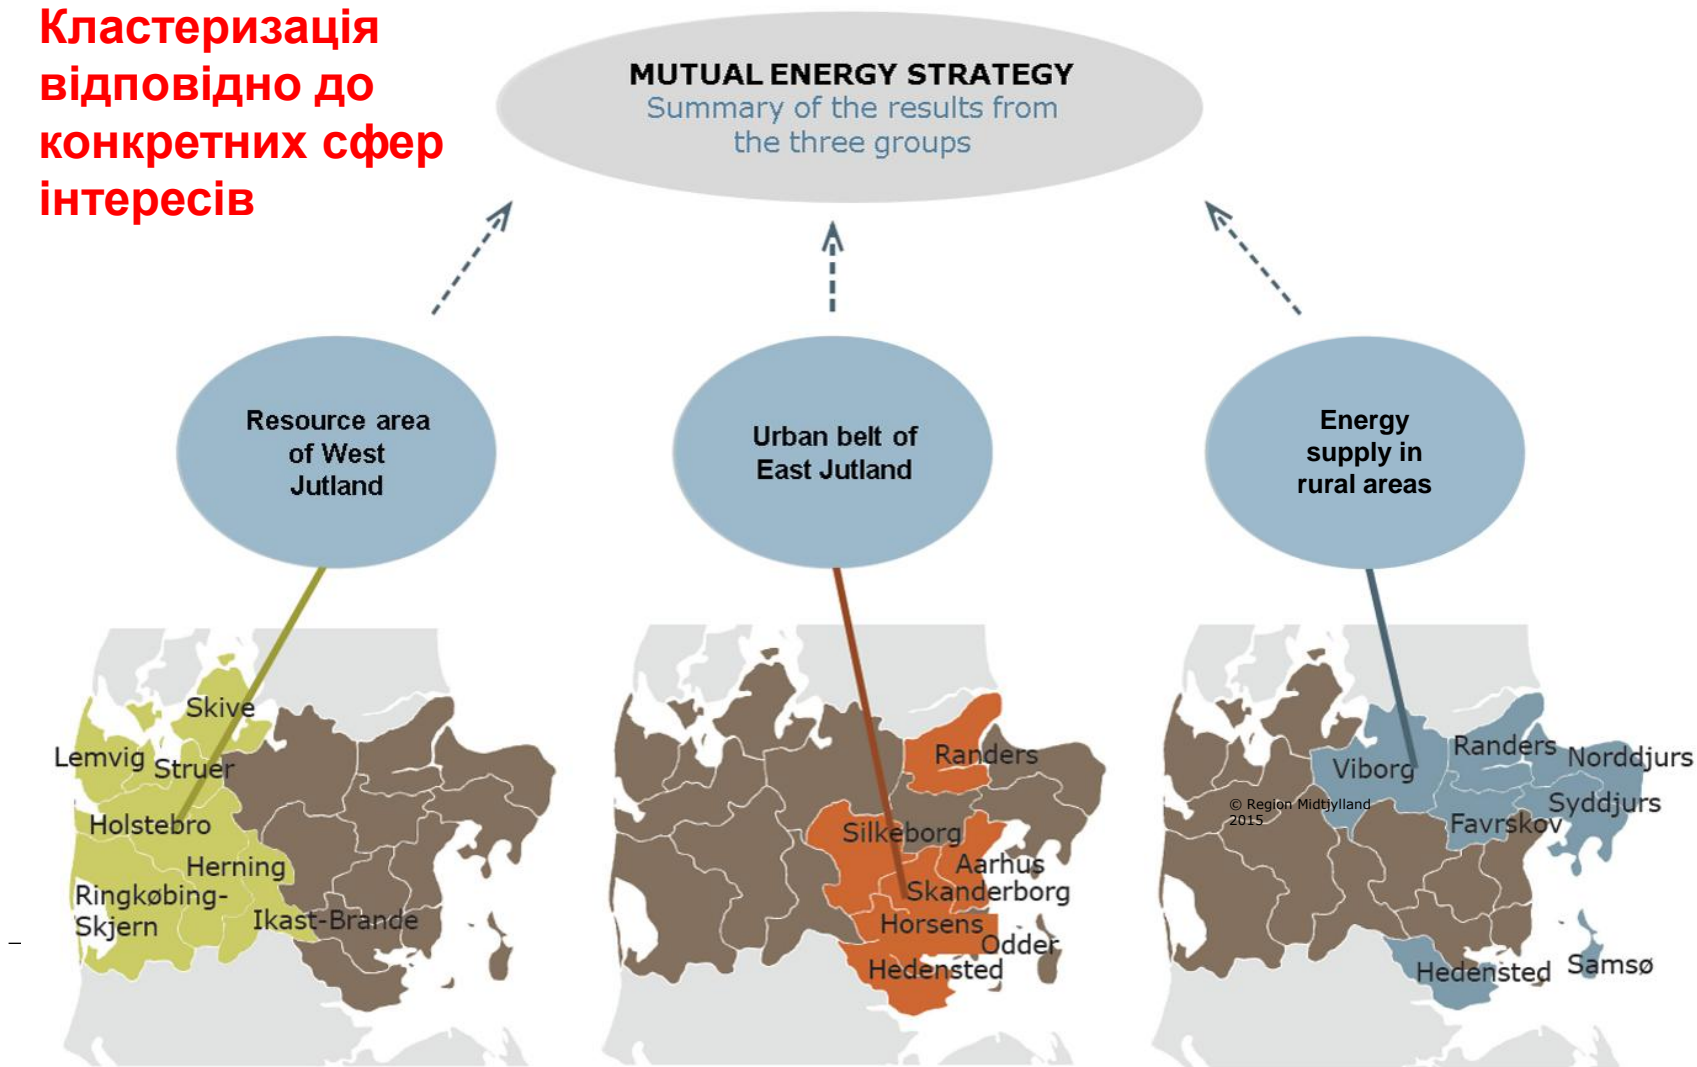 Кластеризація
відповідно до
конкретних сфер
інтересів
MUTUAL ENERGY STRATEGY
Summary of the results from
the three groups
Resource area
of West
Jutland
Urban belt of
East Jutland
Energy
supply in
rural areas
Skive
Lemvig
Struer
Holstebro
Herning
Ringkøbing-
Skjern
Ikast-Brande
Randers
Silkeborg
Aarhus
Skanderborg
Horsens
Odder
Hedensted
Randers
Norddjurs
Viborg
Syddjurs
© Region Midtjylland
2015
Favrskov
Hedensted
Samsø